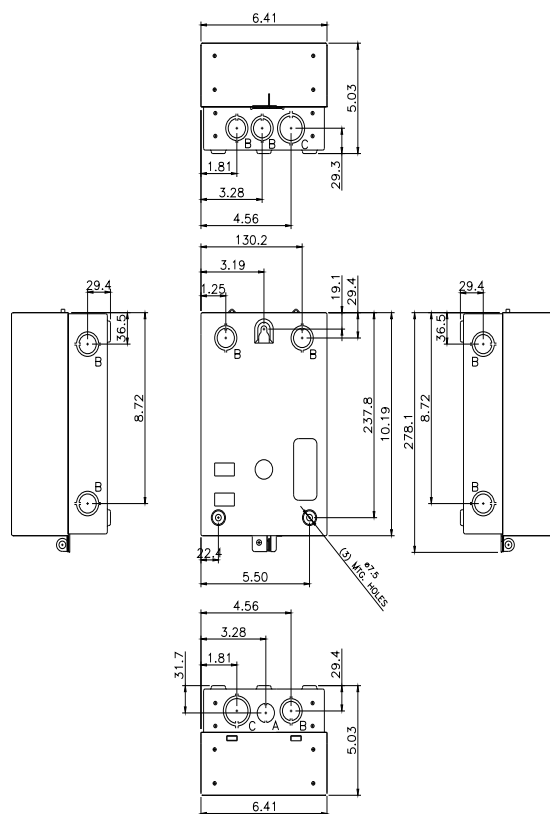 6.41
5.03
B
B
C
1.81
29.3
3.28
4.56
130.2
3.19
1.25
19.1
29.4
B
B
237.8
10.19
22.4
5.50
ø7.5
(3) MTG. HOLES
29.4
36.5
B
8.72
B
29.4
36.5
B
278.1
8.72
B
4.56
3.28
1.81
31.7
29.4
C
A
B
5.03
6.41